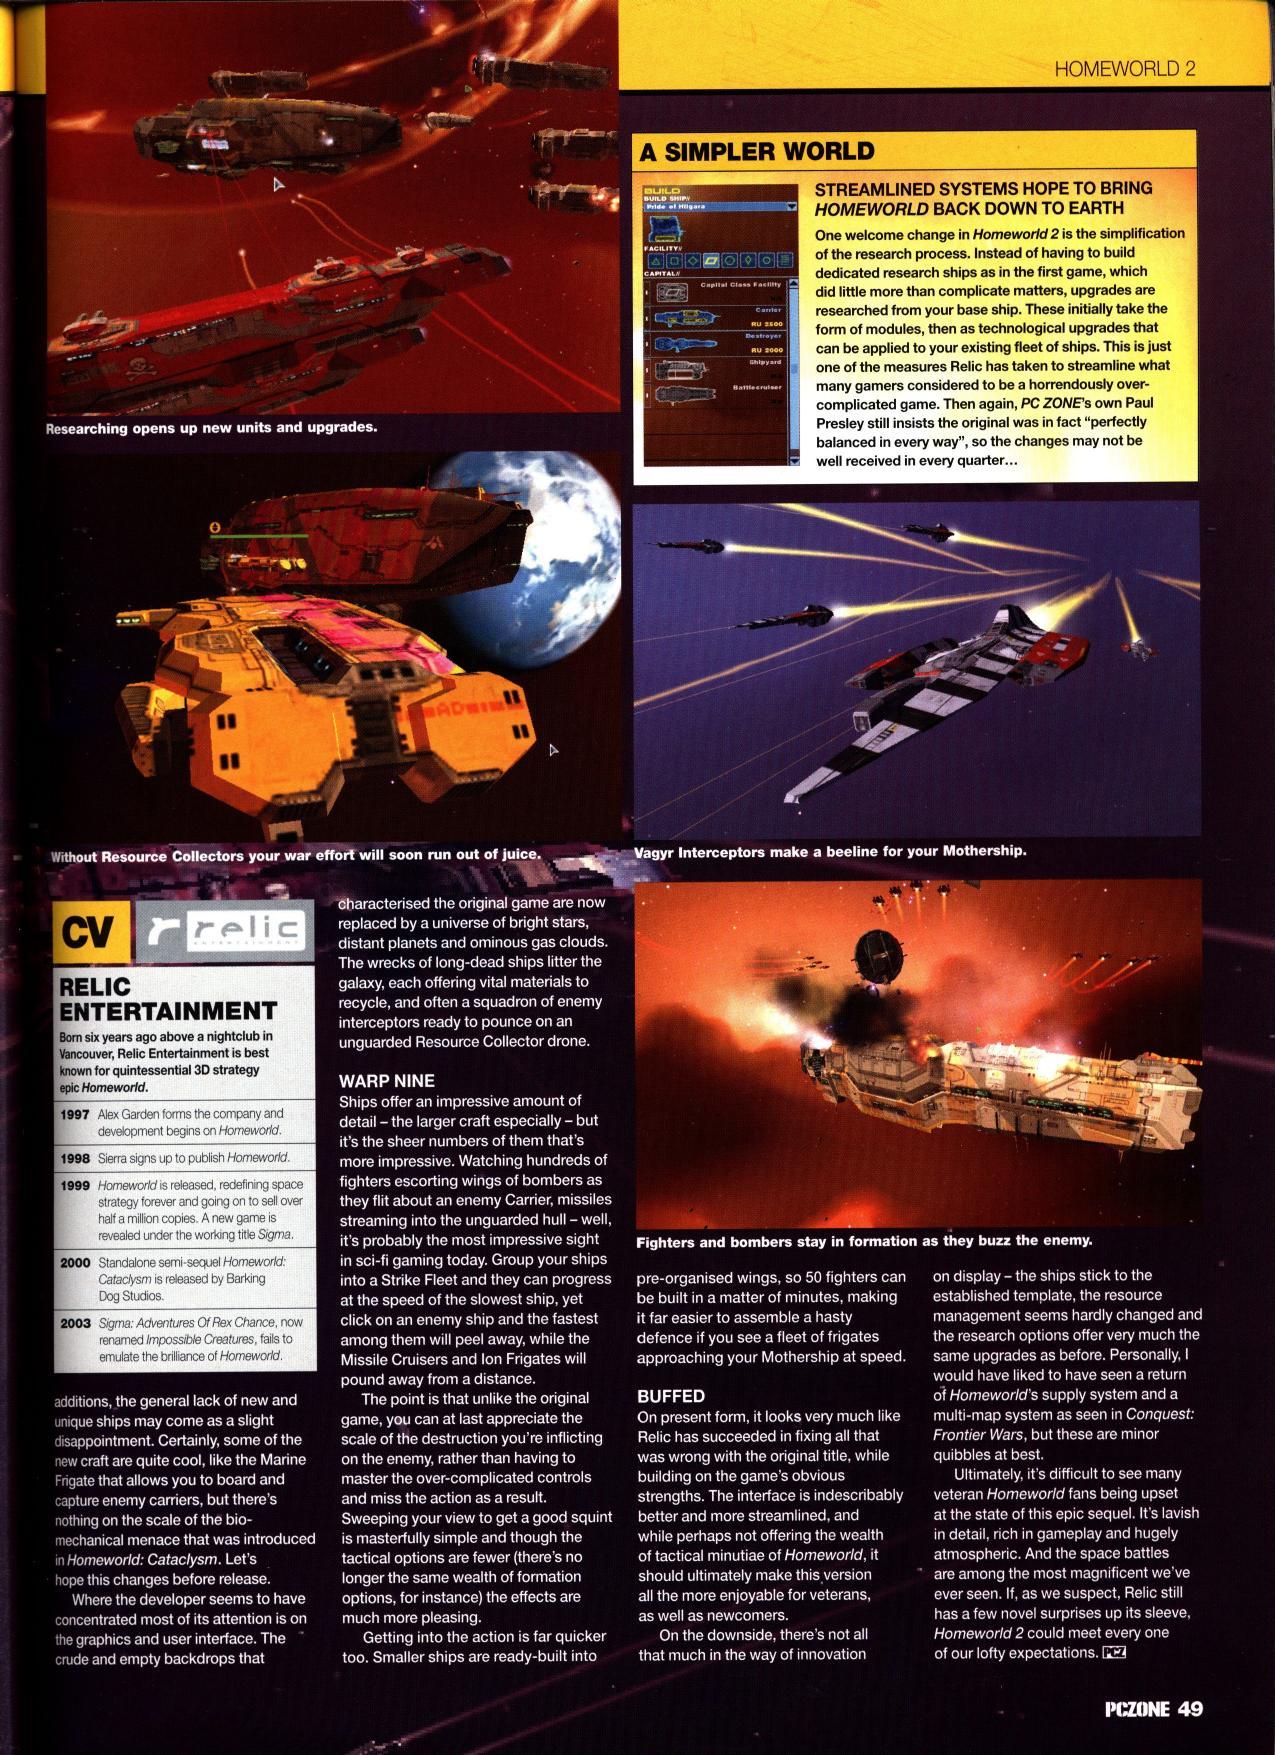 HOMEWORLD 2
A SIMPLER WORLD
BUILD
BUILD SHIP//
Pride of Hiigara
FACILITY//
CAPITAL//
Capital Class Facility
Carrier
RU 2500
Destroyer
RU 2000
Shipyard
Battlecruiser
STREAMLINED SYSTEMS HOPE TO BRING
HOMEWORLD BACK DOWN TO EARTH
One welcome change in Homeworld 2 is the simplification
of the research process. Instead of having to build
dedicated research ships as in the first game, which
did little more than complicate matters, upgrades are
researched from your base ship. These initially take the
form of modules, then as technological upgrades that
can be applied to your existing fleet of ships. This is just
one of the measures Relic has taken to streamline what
many gamers considered to be a horrendously over-
complicated game. Then again, PC ZONE's own Paul
Presley still insists the original was in fact “perfectly
balanced in every way”, so the changes may not be
well received in every quarter...
Researching opens up new units and upgrades.
Without Resource Collectors your war effort will soon run out of juice.
Vagyr Interceptors make a beeline for your Mothership.
Fighters and bombers stay in formation as they buzz the enemy.
CV
relic
ENTERTAINMENT
RELIC
ENTERTAINMENT
Born six years ago above a nightclub in
Vancouver, Relic Entertainment is best
known for quintessential 3D strategy
epic Homeworld.
1997 Alex Garden forms the company and
development begins on Homeworld.
1998 Sierra signs up to publish Homeworld.
1999 Homeworld is released, redefining space
strategy forever and going on to sell over
half a million copies. A new game is
revealed under the working title Sigma.
2000 Standalone semi-sequel Homeworld:
Cataclysm is released by Barking
Dog Studios.
2003 Sigma: Adventures Of Rex Chance, now
renamed Impossible Creatures, fails to
emulate the brilliance of Homeworld.
additions, the general lack of new and
unique ships may come as a slight
disappointment. Certainly, some of the
new craft are quite cool, like the Marine
Frigate that allows you to board and
capture enemy carriers, but there's
nothing on the scale of the bio-
mechanical menace that was introduced
in Homeworld: Cataclysm. Let's
hope this changes before release.
Where the developer seems to have
concentrated most of its attention is on
the graphics and user interface. The
crude and empty backdrops that
characterised the original game are now
replaced by a universe of bright stars,
distant planets and ominous gas clouds.
The wrecks of long-dead ships litter the
galaxy, each offering vital materials to
recycle, and often a squadron of enemy
interceptors ready to pounce on an
unguarded Resource Collector drone.
WARP NINE
Ships offer an impressive amount of
detail – the larger craft especially – but
it's the sheer numbers of them that's
more impressive. Watching hundreds of
fighters escorting wings of bombers as
they flit about an enemy Carrier, missiles
streaming into the unguarded hull – well,
it's probably the most impressive sight
in sci-fi gaming today. Group your ships
into a Strike Fleet and they can progress
at the speed of the slowest ship, yet
click on an enemy ship and the fastest
among them will peel away, while the
Missile Cruisers and Ion Frigates will
pound away from a distance.
The point is that unlike the original
game, you can at last appreciate the
scale of the destruction you're inflicting
on the enemy, rather than having to
master the over-complicated controls
and miss the action as a result.
Sweeping your view to get a good squint
is masterfully simple and though the
tactical options are fewer (there's no
longer the same wealth of formation
options, for instance) the effects are
much more pleasing.
Getting into the action is far quicker
too. Smaller ships are ready-built into
pre-organised wings, so 50 fighters can
be built in a matter of minutes, making
it far easier to assemble a hasty
defence if you see a fleet of frigates
approaching your Mothership at speed.
BUFFED
On present form, it looks very much like
Relic has succeeded in fixing all that
was wrong with the original title, while
building on the game's obvious
strengths. The interface is indescribably
better and more streamlined, and
while perhaps not offering the wealth
of tactical minutiae of Homeworld, it
should ultimately make this version
all the more enjoyable for veterans,
as well as newcomers.
On the downside, there's not all
that much in the way of innovation
on display – the ships stick to the
established template, the resource
management seems hardly changed and
the research options offer very much the
same upgrades as before. Personally, I
would have liked to have seen a return
of Homeworld's supply system and a
multi-map system as seen in Conquest:
Frontier Wars, but these are minor
quibbles at best.
Ultimately, it's difficult to see many
veteran Homeworld fans being upset
at the state of this epic sequel. It's lavish
in detail, rich in gameplay and hugely
atmospheric. And the space battles
are among the most magnificent we've
ever seen. If, as we suspect, Relic still
has a few novel surprises up its sleeve,
Homeworld 2 could meet every one
of our lofty expectations. PCZ
PCZONE 49